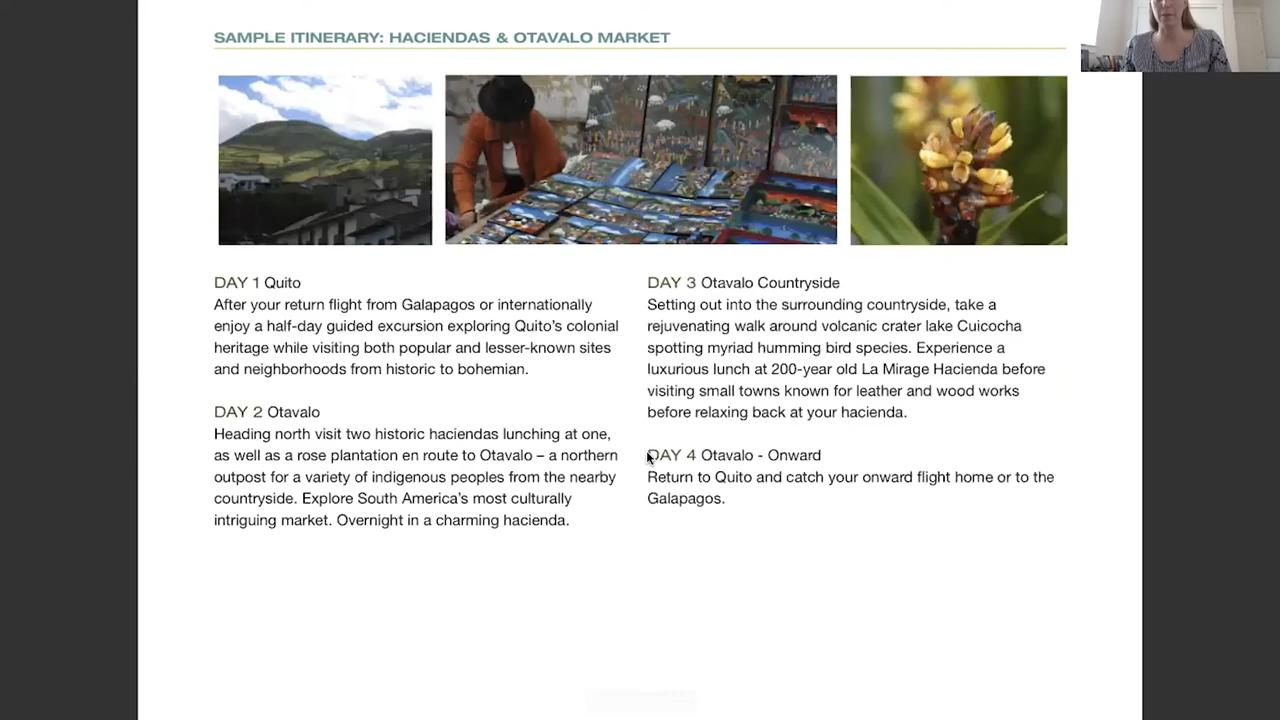 SAMPLE ITINERARY: HACIENDAS & OTAVALO MARKET
DAY 1 Quito
After your return flight from Galapagos or internationally
enjoy a half-day guided excursion exploring Quito’s colonial
heritage while visiting both popular and lesser-known sites
and neighborhoods from historic to bohemian.
DAY 2 Otavalo
Heading north visit two historic haciendas lunching at one,
as well as a rose plantation en route to Otavalo – a northern
outpost for a variety of indigenous peoples from the nearby
countryside. Explore South America’s most culturally
intriguing market. Overnight in a charming hacienda.
DAY 3 Otavalo Countryside
Setting out into the surrounding countryside, take a
rejuvenating walk around volcanic crater lake Cuicocha
spotting myriad humming bird species. Experience a
luxurious lunch at 200-year old La Mirage Hacienda before
visiting small towns known for leather and wood works
before relaxing back at your hacienda.
DAY 4 Otavalo - Onward
Return to Quito and catch your onward flight home or to the
Galapagos.